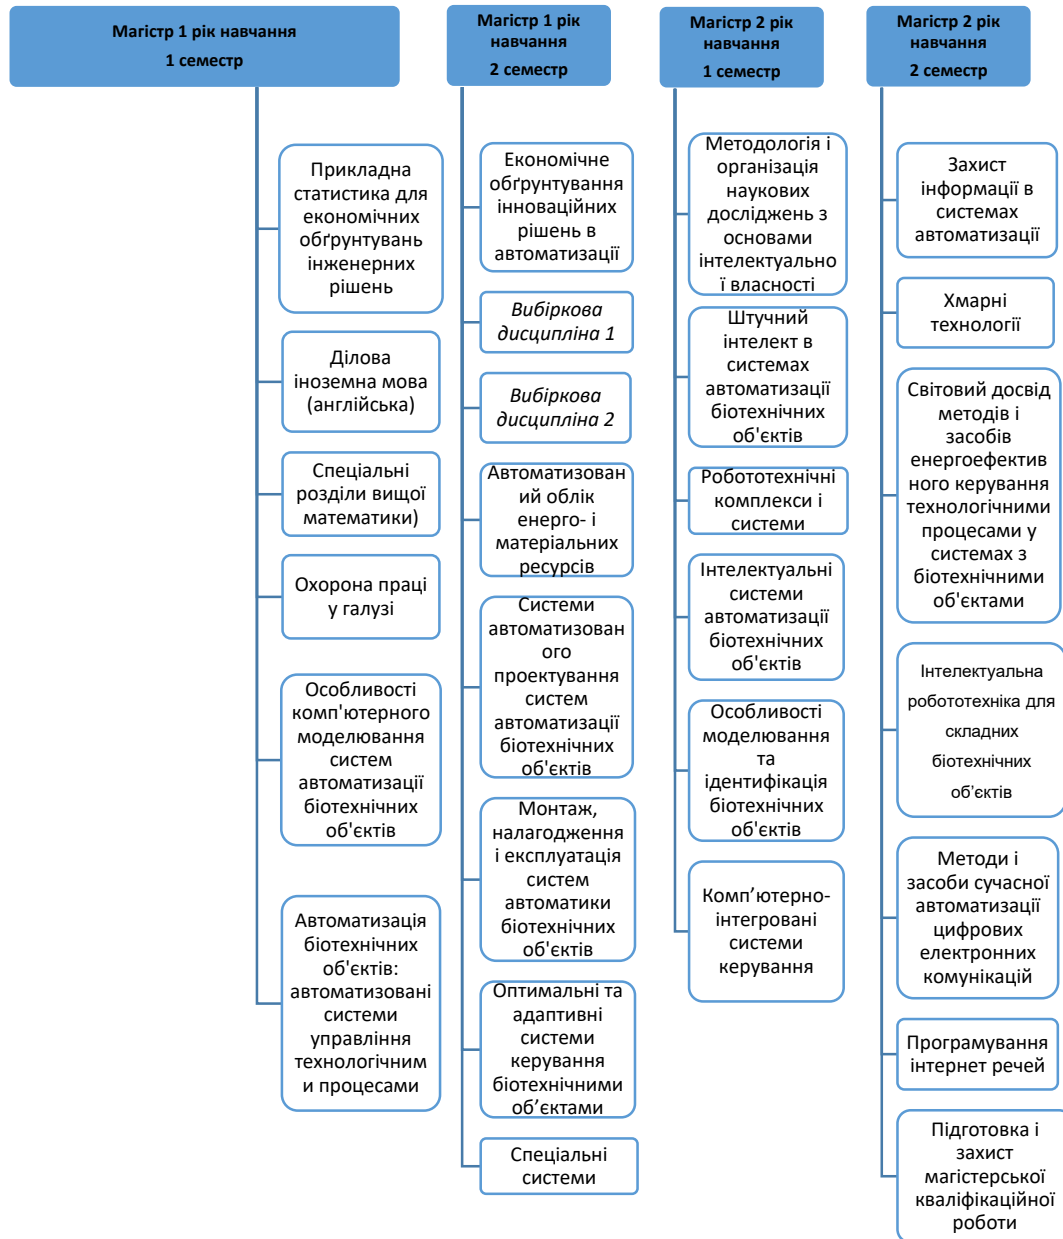 Магістр 1 рік навчання
1 семестр
Прикладна
статистика для
економічних
обґрунтувань
інженерних
рішень
Ділова
іноземна мова
(англійська)
Спеціальні
розділи вищої
математики)
Охорона праці
у галузі
Особливості
комп'ютерного
моделювання
систем
автоматизації
біотехнічних
об'єктів
Автоматизація
біотехнічних
об'єктів:
автоматизовані
системи
управління
технологічним
и процесами
Магістр 1 рік
навчання
2 семестр
Економічне
обґрунтування
інноваційних
рішень в
автоматизації
Вибіркова
дисципліна 1
Вибіркова
дисципліна 2
Автоматизован
ий облік
енерго- і
матеріальних
ресурсів
Системи
автоматизован
ого
проектування
систем
автоматизації
біотехнічних
об'єктів
Монтаж,
налагодження
і експлуатація
систем
автоматики
біотехнічних
об'єктів
Оптимальні та
адаптивні
системи
керування
біотехнічними
об’єктами
Спеціальні
системи
Магістр 2 рік
навчання
1 семестр
Методологія і
організація
наукових
досліджень з
основами
інтелектуально
ї власності
Штучний
інтелект в
системах
автоматизації
біотехнічних
об'єктів
Робототехнічні
комплекси і
системи
Інтелектуальні
системи
автоматизації
біотехнічних
об'єктів
Особливості
моделювання
та
ідентифікація
біотехнічних
об'єктів
Комп’ютерно-
інтегровані
системи
керування
Магістр 2 рік
навчання
2 семестр
Захист
інформації в
системах
автоматизації
Хмарні
технології
Світовий досвід
методів і
засобів
енергоефектив
ного керування
технологічними
процесами у
системах з
біотехнічними
об'єктами
Інтелектуальна
робототехніка для
складних
біотехнічних
об’єктів
Методи і
засоби сучасної
автоматизації
цифрових
електронних
комунікацій
Програмування
інтернет речей
Підготовка і
захист
магістерської
кваліфікаційної
роботи